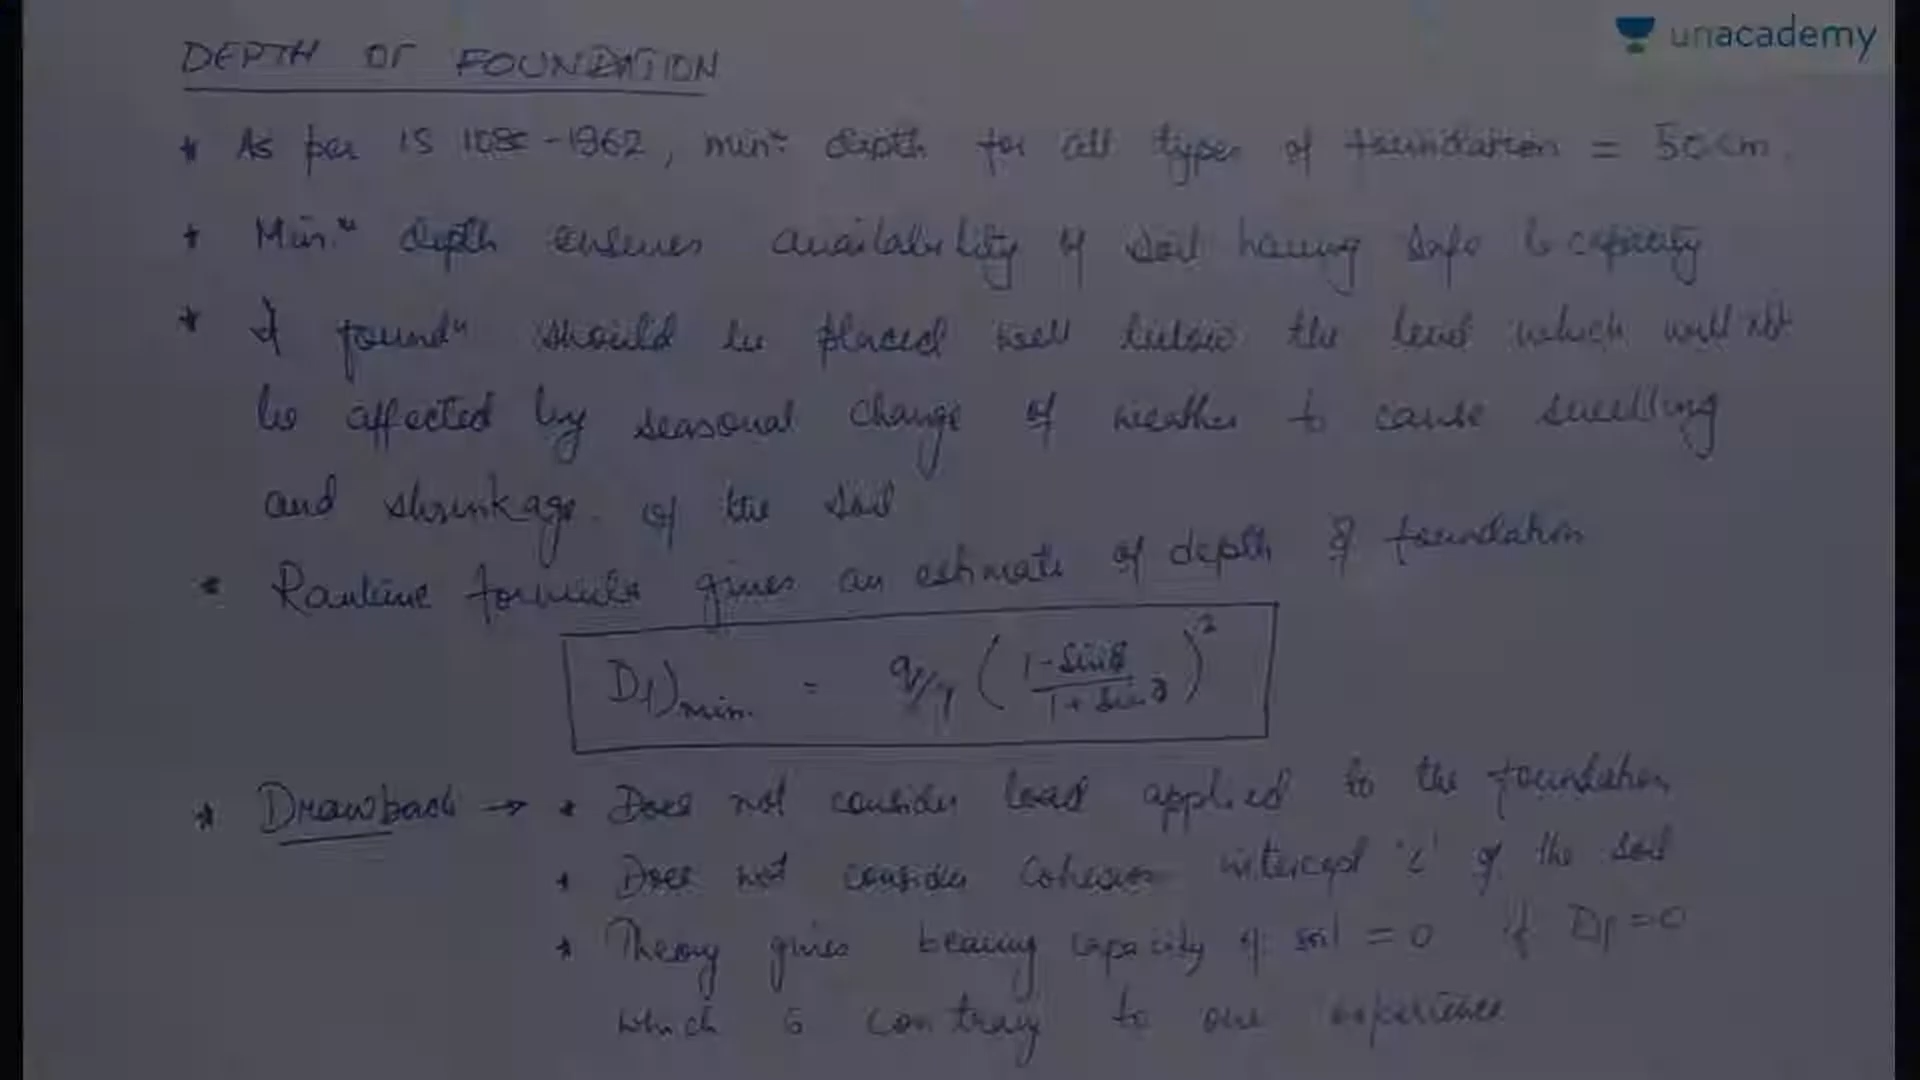 unacademy
DEPTH OF FOUNDATION
* As per IS 1080-1962, min^m depth for all types of foundation = 50cm.
* Min^m depth ensures availability of soil having safe b capacity
* foundn should be placed well below the level which will not
be affected by seasonal change of weather to cause swelling
and shrinkage of the soil
* Rankine formula gives an estimate of depth of foundation
Df)min. = q/γ (1-sinθ / 1+sinθ)²
* Drawback → * Does not consider load applied to the foundation
* Does not consider cohesion intercept 'c' of the soil
* Theory gives bearing capacity of soil = 0 if Df = 0
which is contrary to our experience